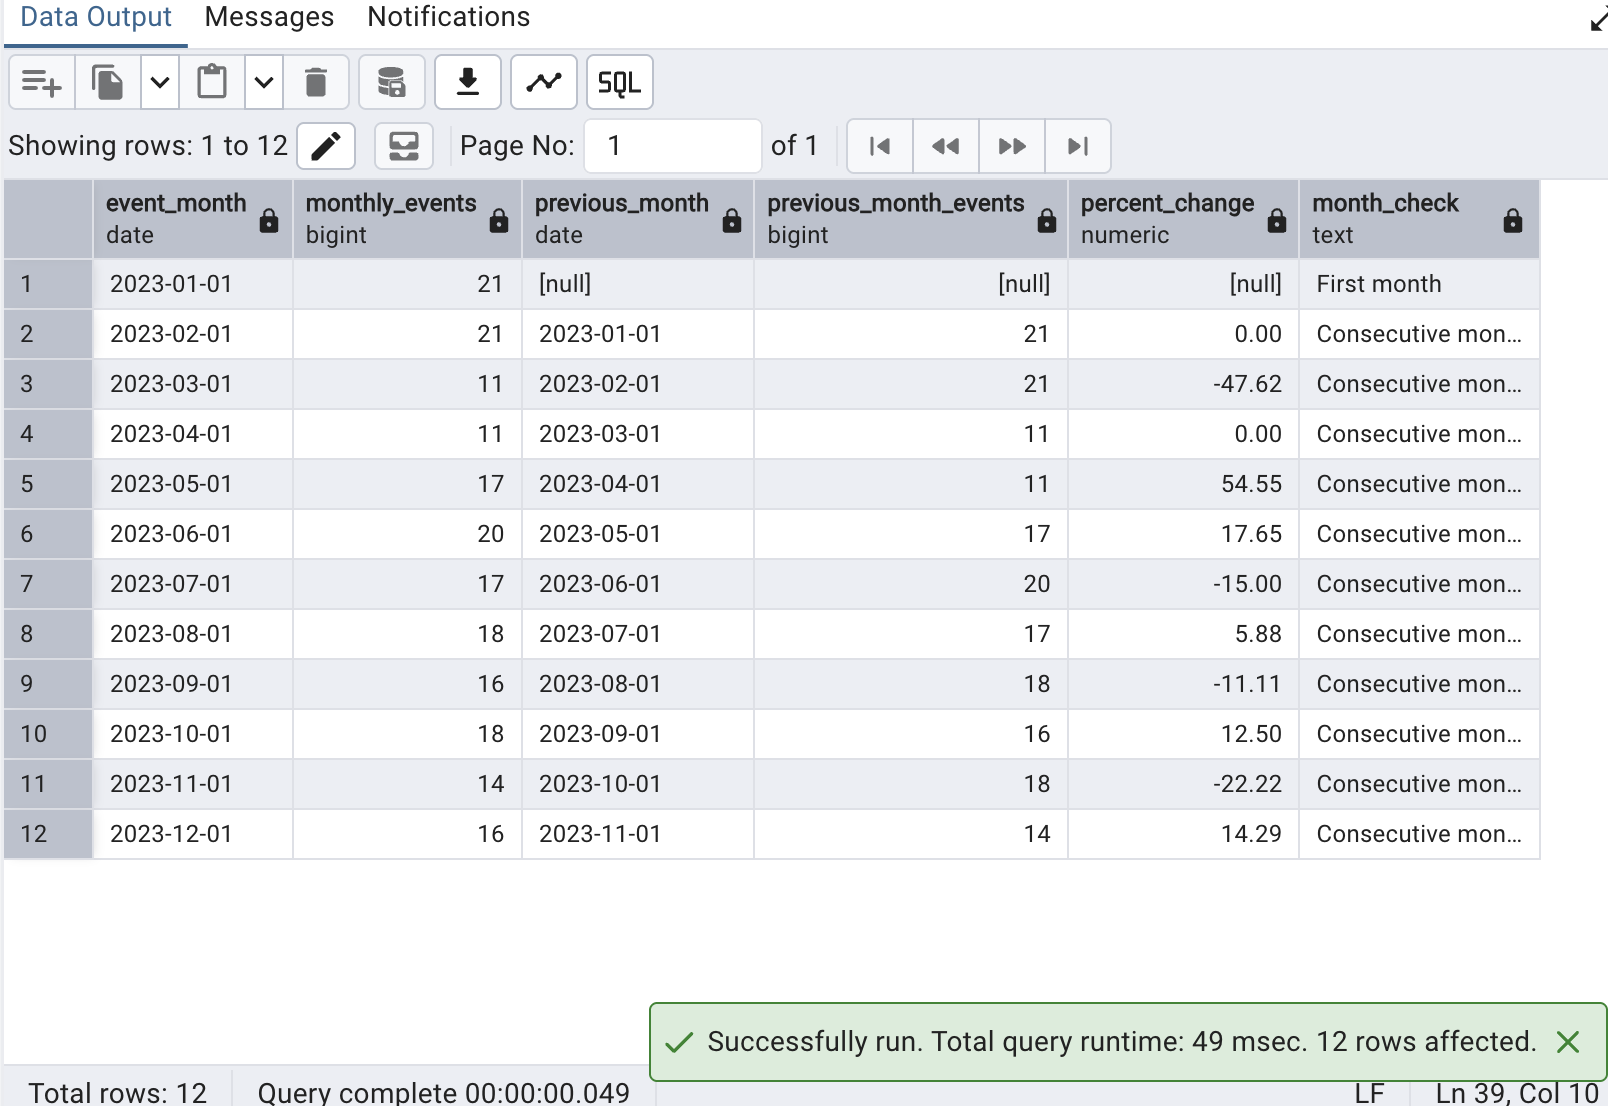 Data Output Messages Notifications
SQL
Showing rows: 1 to 12 Page No: 1 of 1
event_month monthly_events previous_month previous_month_events percent_change month_check
date bigint date bigint numeric text
1 2023-01-01 21 [null] [null] [null] First month
2 2023-02-01 21 2023-01-01 21 0.00 Consecutive mon...
3 2023-03-01 11 2023-02-01 21 -47.62 Consecutive mon...
4 2023-04-01 11 2023-03-01 11 0.00 Consecutive mon...
5 2023-05-01 17 2023-04-01 11 54.55 Consecutive mon...
6 2023-06-01 20 2023-05-01 17 17.65 Consecutive mon...
7 2023-07-01 17 2023-06-01 20 -15.00 Consecutive mon...
8 2023-08-01 18 2023-07-01 17 5.88 Consecutive mon...
9 2023-09-01 16 2023-08-01 18 -11.11 Consecutive mon...
10 2023-10-01 18 2023-09-01 16 12.50 Consecutive mon...
11 2023-11-01 14 2023-10-01 18 -22.22 Consecutive mon...
12 2023-12-01 16 2023-11-01 14 14.29 Consecutive mon...
Successfully run. Total query runtime: 49 msec. 12 rows affected.
Total rows: 12 Query complete 00:00:00.049 LF Ln 39, Col 10